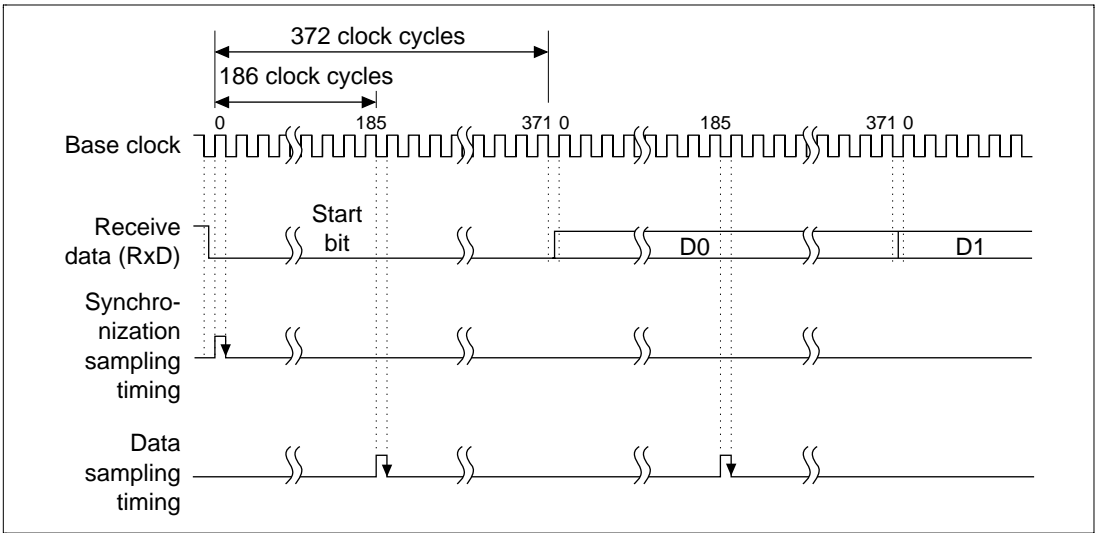 372 clock cycles
186 clock cycles
0 185 371 0 185 371 0
Base clock
Receive
data (RxD)
Start
bit
D0 D1
Synchro-
nization
sampling
timing
Data
sampling
timing